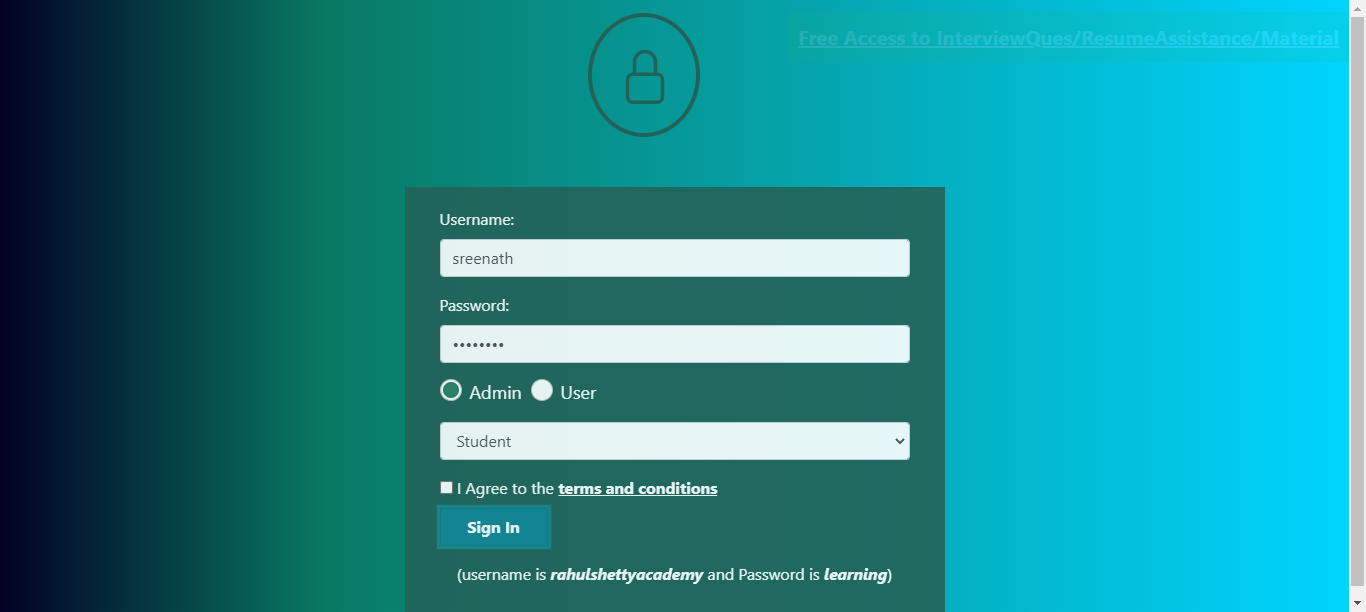 Free Access to InterviewQues/ResumeAssistance/Material
Username:
sreenath
Password:
••••••••
Admin User
Student
I Agree to the terms and conditions
Sign In
(username is rahulshettyacademy and Password is learning)